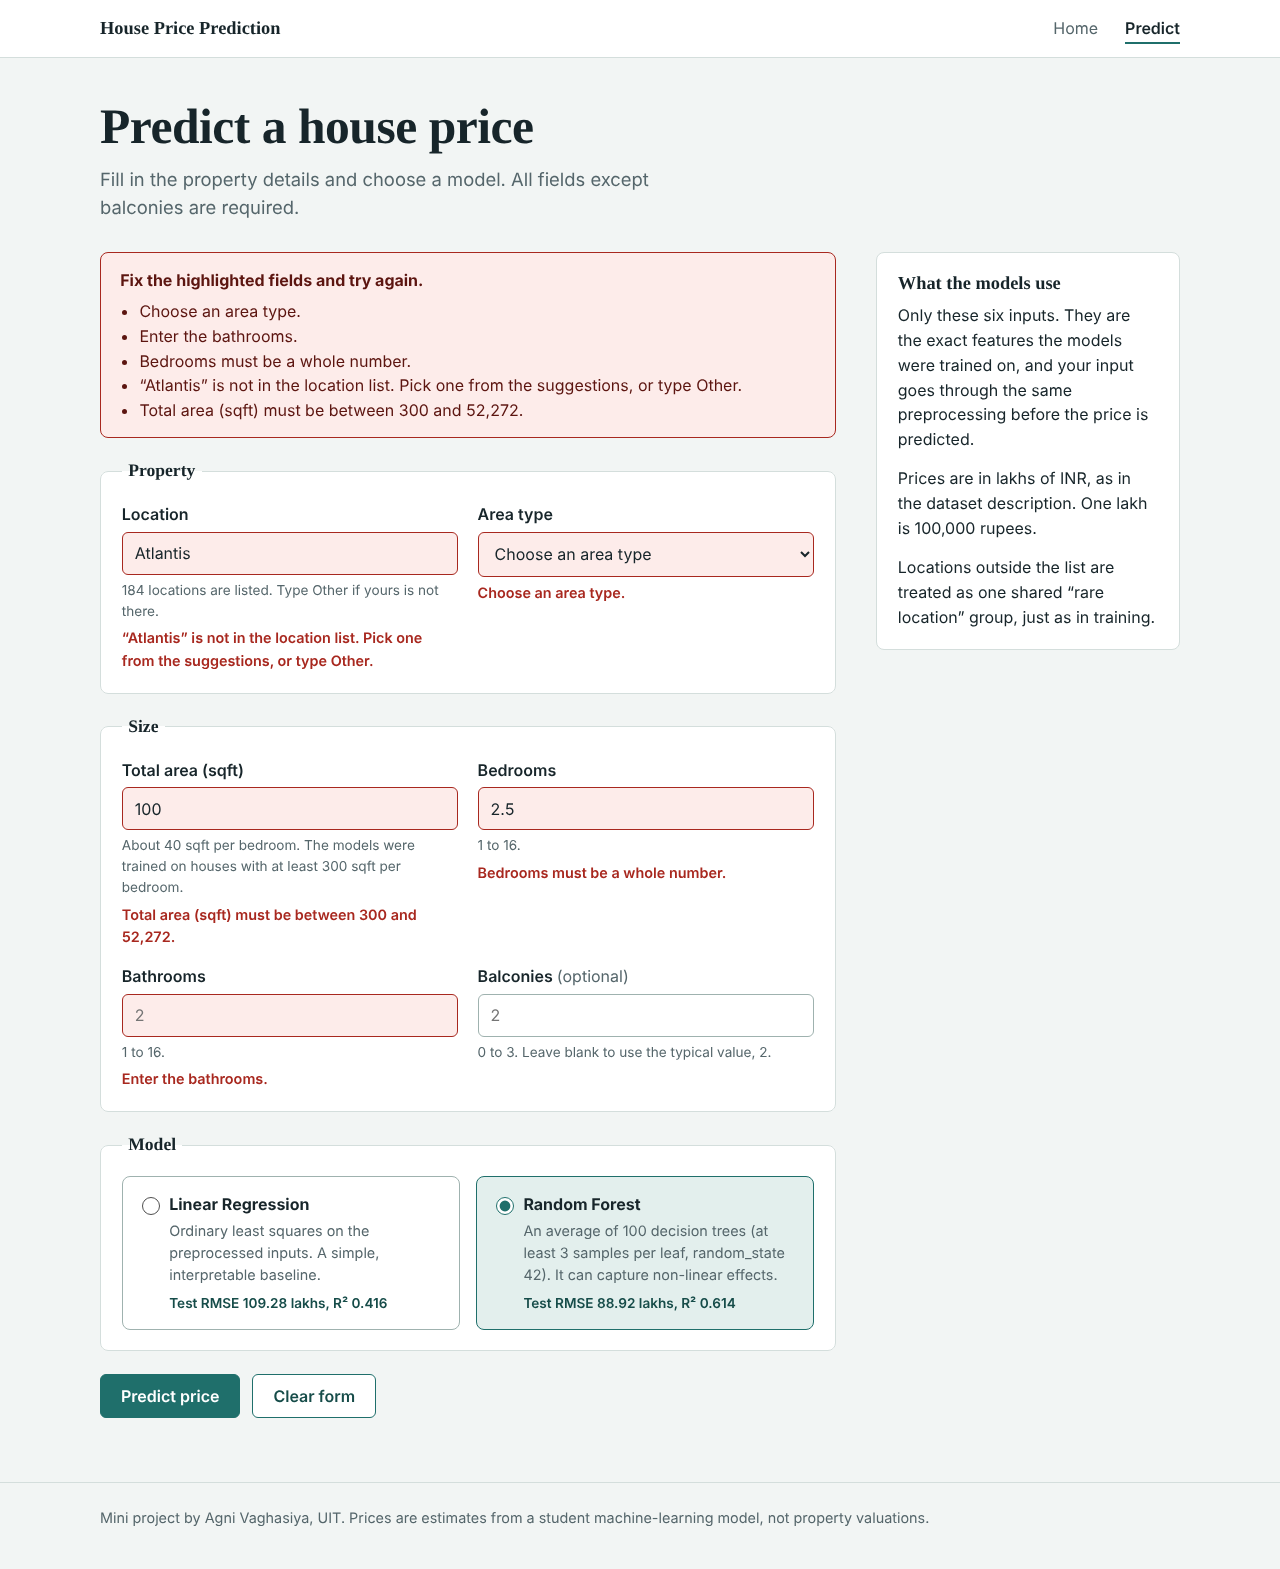 House Price Prediction
Home
Predict
Predict a house price
Fill in the property details and choose a model. All fields except
balconies are required.
Fix the highlighted fields and try again.
• Choose an area type.
• Enter the bathrooms.
• Bedrooms must be a whole number.
• “Atlantis” is not in the location list. Pick one from the suggestions, or type Other.
• Total area (sqft) must be between 300 and 52,272.
Property
Location
Atlantis
184 locations are listed. Type Other if yours is not
there.
“Atlantis” is not in the location list. Pick one
from the suggestions, or type Other.
Area type
Choose an area type
Choose an area type.
Size
Total area (sqft)
100
About 40 sqft per bedroom. The models were
trained on houses with at least 300 sqft per
bedroom.
Total area (sqft) must be between 300 and
52,272.
Bedrooms
2.5
1 to 16.
Bedrooms must be a whole number.
Bathrooms
2
1 to 16.
Enter the bathrooms.
Balconies (optional)
2
0 to 3. Leave blank to use the typical value, 2.
Model
Linear Regression
Ordinary least squares on the
preprocessed inputs. A simple,
interpretable baseline.
Test RMSE 109.28 lakhs, R² 0.416
Random Forest
An average of 100 decision trees (at
least 3 samples per leaf, random_state
42). It can capture non-linear effects.
Test RMSE 88.92 lakhs, R² 0.614
Predict price
Clear form
What the models use
Only these six inputs. They are
the exact features the models
were trained on, and your input
goes through the same
preprocessing before the price is
predicted.
Prices are in lakhs of INR, as in
the dataset description. One lakh
is 100,000 rupees.
Locations outside the list are
treated as one shared “rare
location” group, just as in training.
Mini project by Agni Vaghasiya, UIT. Prices are estimates from a student machine-learning model, not property valuations.